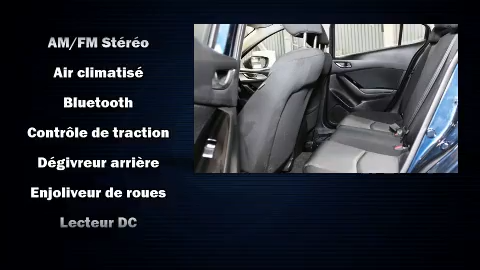 AM/FM Stéréo
Air climatisé
Bluetooth
Contrôle de traction
Dégivreur arrière
Enjoliveur de roues
Lecteur DC